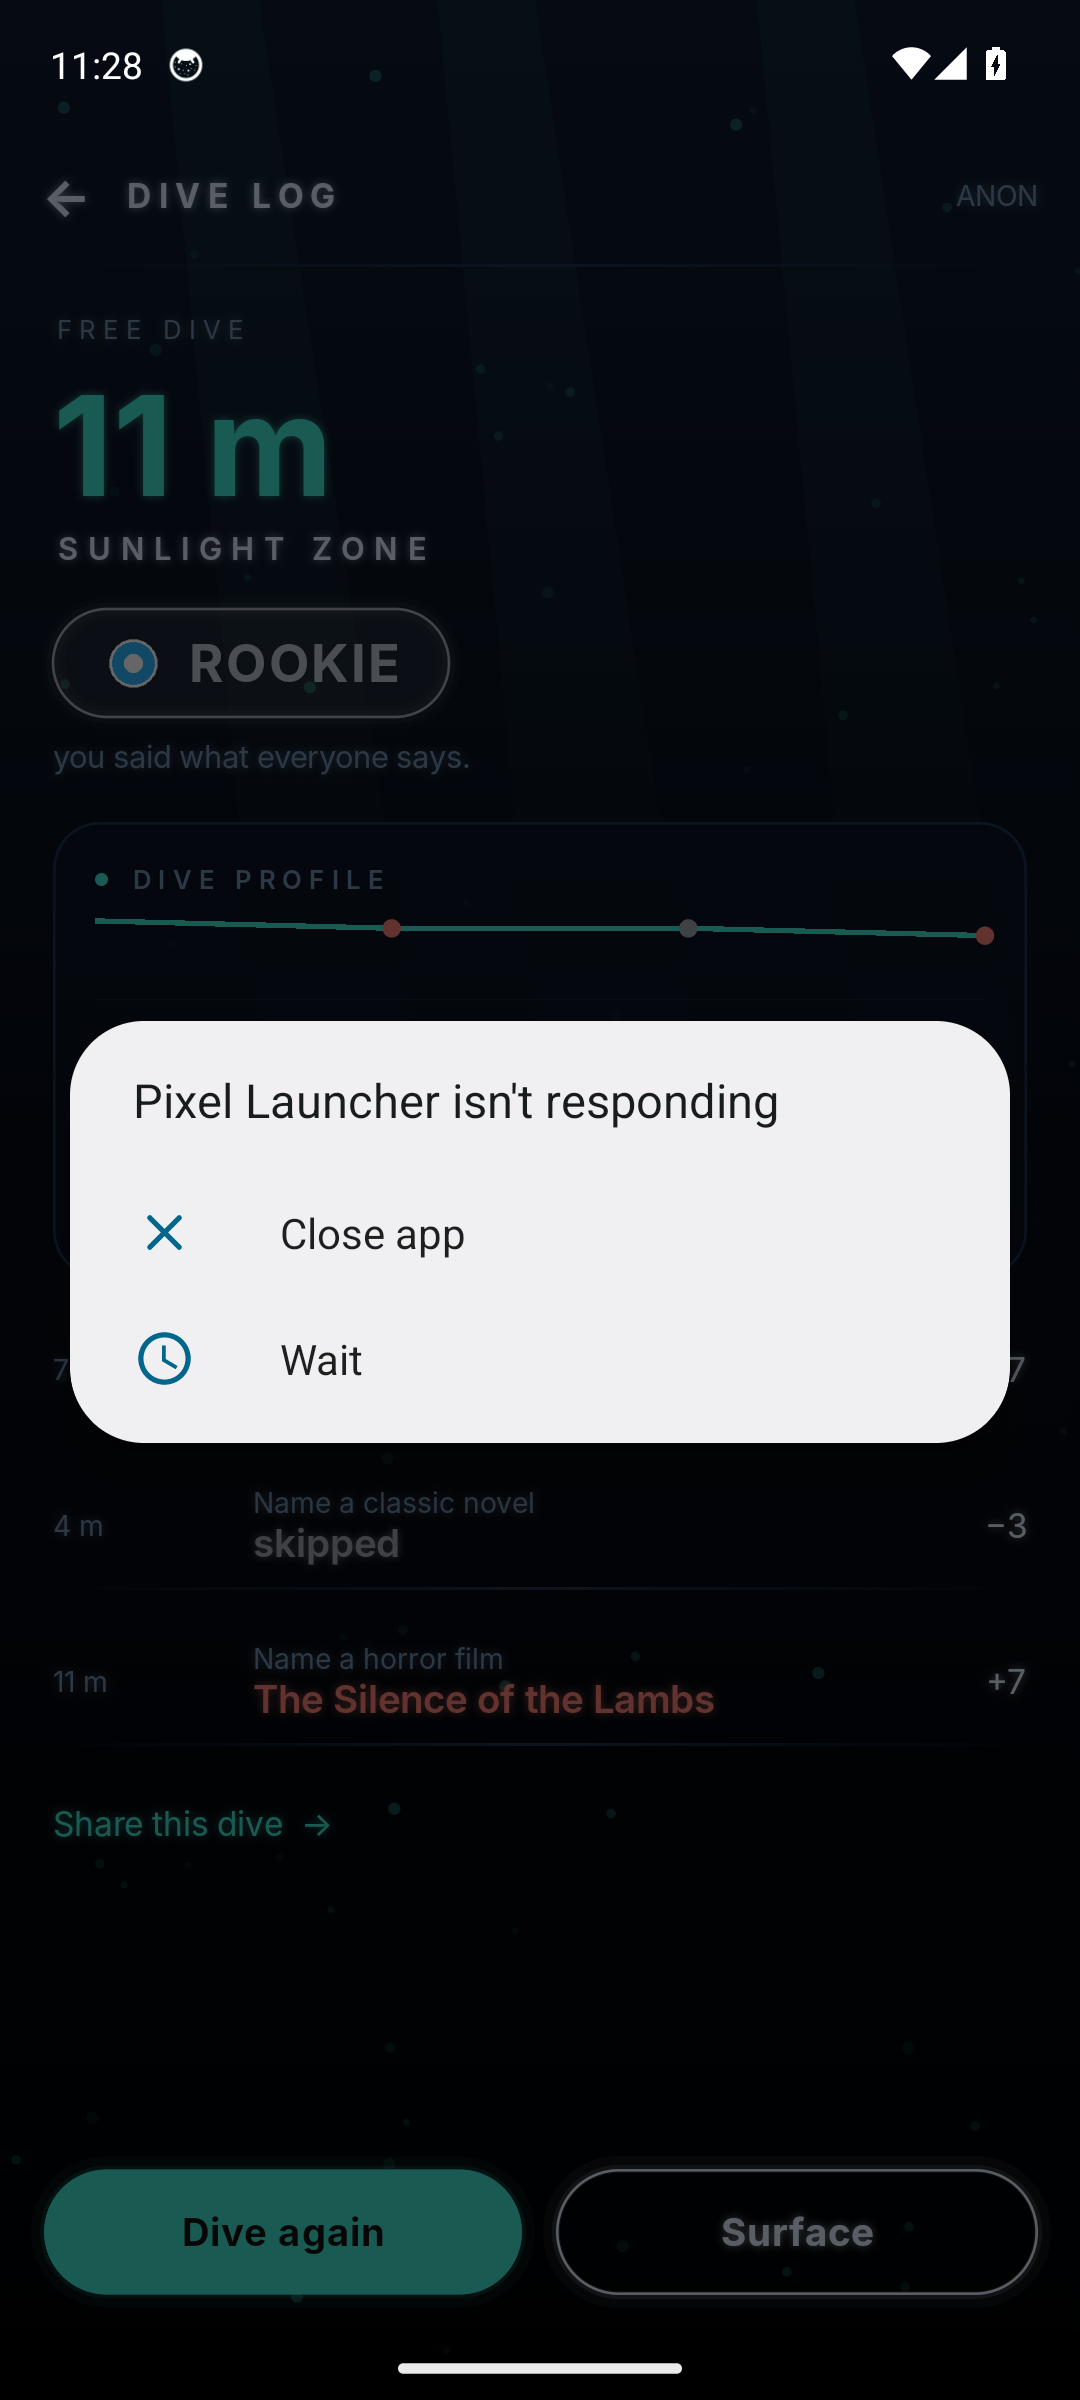 11:28
DIVE LOG
ANON
FREE DIVE
11 m
SUNLIGHT ZONE
ROOKIE
you said what everyone says.
DIVE PROFILE
Pixel Launcher isn't responding
Close app
Wait
7
7
4 m
Name a classic novel
skipped
−3
11 m
Name a horror film
The Silence of the Lambs
+7
Share this dive →
Dive again
Surface